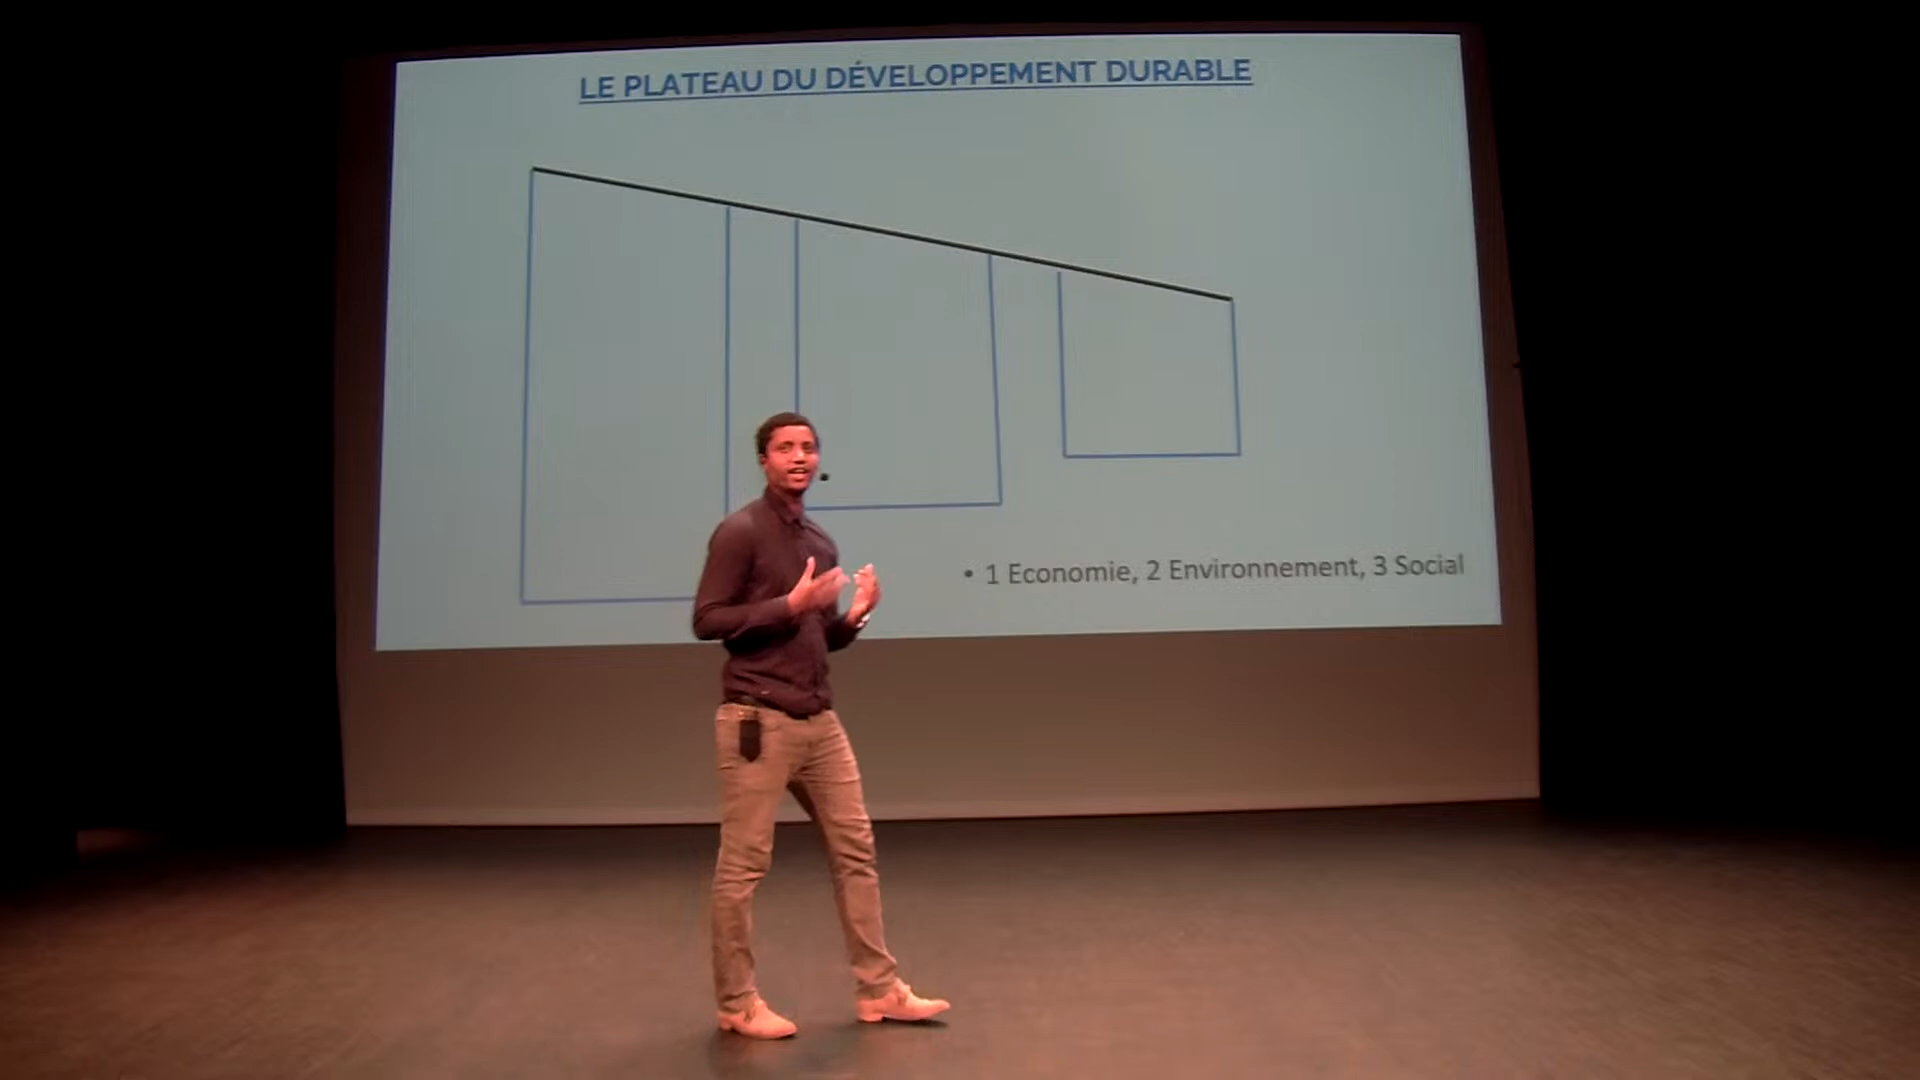 LE PLATEAU DU DÉVELOPPEMENT DURABLE
• 1 Economie, 2 Environnement, 3 Social